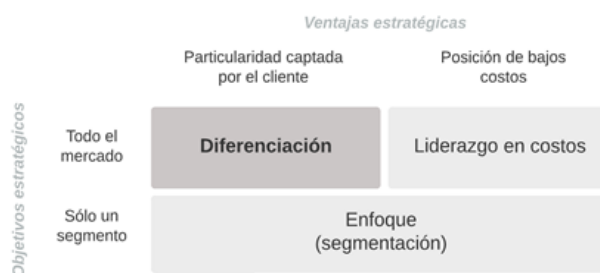 Ventajas estratégicas
Particularidad captada
por el cliente
Posición de bajos
costos
Objetivos estratégicos
Todo el
mercado
Diferenciación
Liderazgo en costos
Sólo un
segmento
Enfoque
(segmentación)